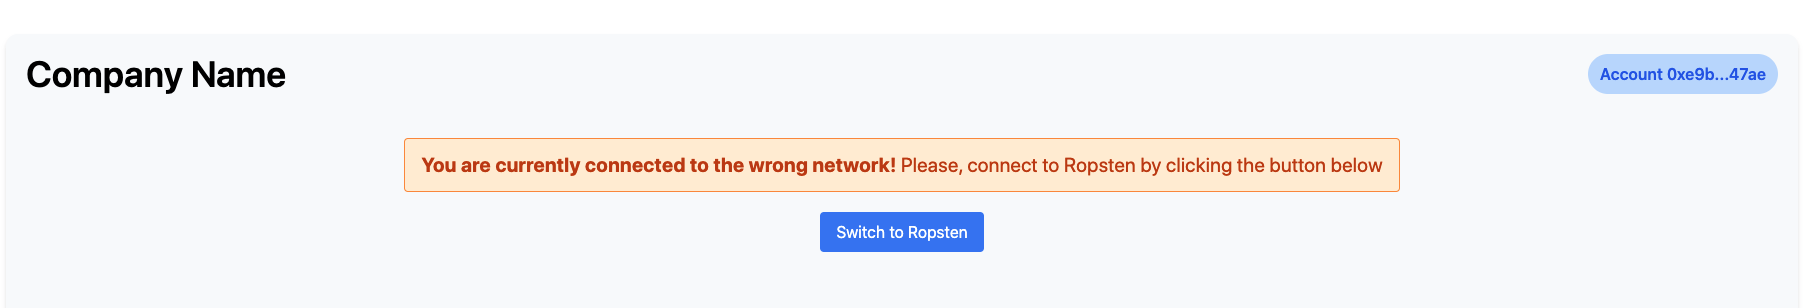 Company Name
Account 0xe9b...47ae
You are currently connected to the wrong network! Please, connect to Ropsten by clicking the button below
Switch to Ropsten